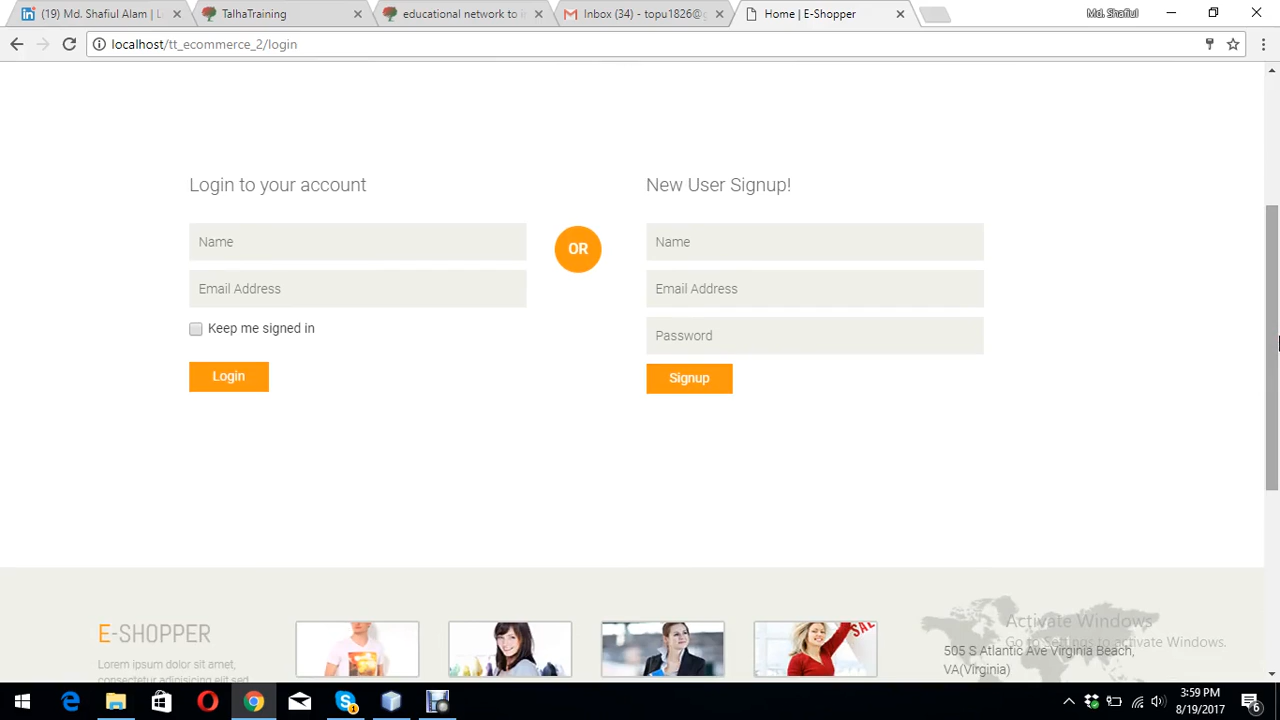 (19) Md. Shafiul Alam | L
TalhaTraining
educational network to i
Inbox (34) - topu1826@g
Home | E-Shopper
Md. Shafiul
localhost/tt_ecommerce_2/login
Login to your account
Name
Email Address
Keep me signed in
Login
OR
New User Signup!
Name
Email Address
Password
Signup
E-SHOPPER
Lorem ipsum dolor sit amet,
SALE
505 S Atlantic Ave Virginia Beach,
VA(Virginia)
Activate Windows
Go to Settings to activate Windows.
3:59 PM
8/19/2017
1
6